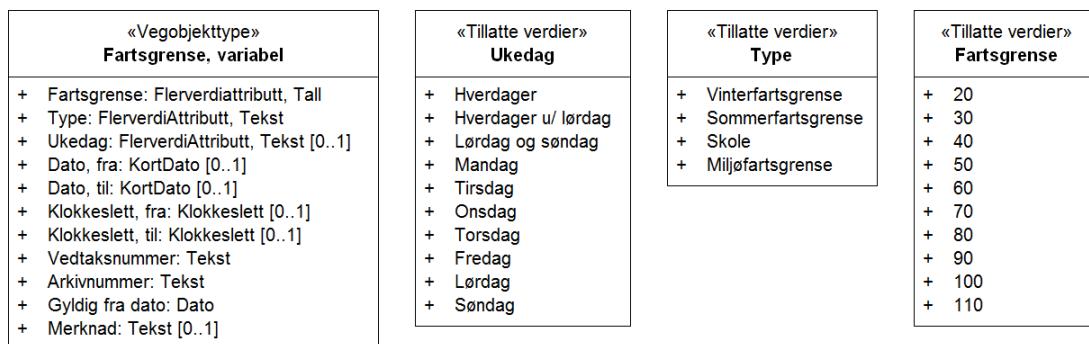 «Vegobjekttype»
Fartsgrense, variabel
+ Fartsgrense: Flerverdiattributt, Tall
+ Type: FlerverdiAttributt, Tekst
+ Ukedag: FlerverdiAttributt, Tekst [0..1]
+ Dato, fra: KortDato [0..1]
+ Dato, til: KortDato [0..1]
+ Klokkeslett, fra: Klokkeslett [0..1]
+ Klokkeslett, til: Klokkeslett [0..1]
+ Vedtaksnummer: Tekst
+ Arkivnummer: Tekst
+ Gyldig fra dato: Dato
+ Merknad: Tekst [0..1]
«Tillatte verdier»
Ukedag
+ Hverdager
+ Hverdager u/ lørdag
+ Lørdag og søndag
+ Mandag
+ Tirsdag
+ Onsdag
+ Torsdag
+ Fredag
+ Lørdag
+ Søndag
«Tillatte verdier»
Type
+ Vinterfartsgrense
+ Sommerfartsgrense
+ Skole
+ Miljøfartsgrense
«Tillatte verdier»
Fartsgrense
+ 20
+ 30
+ 40
+ 50
+ 60
+ 70
+ 80
+ 90
+ 100
+ 110